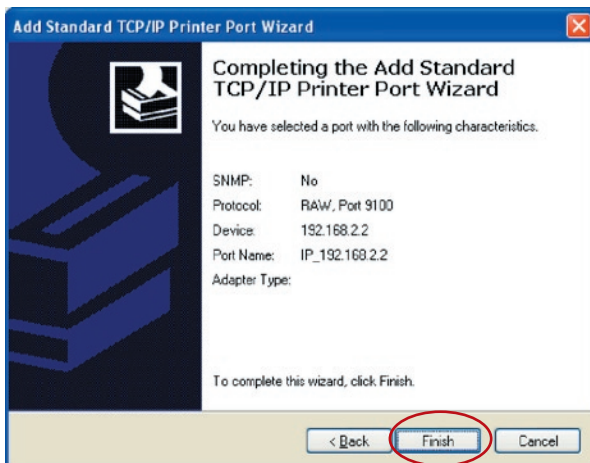 Add Standard TCP/IP Printer Port Wizard
Completing the Add Standard
TCP/IP Printer Port Wizard
You have selected a port with the following characteristics.
SNMP: No
Protocol: RAW, Port 9100
Device: 192.168.2.2
Port Name: IP_192.168.2.2
Adapter Type:
To complete this wizard, click Finish.
< Back Finish Cancel